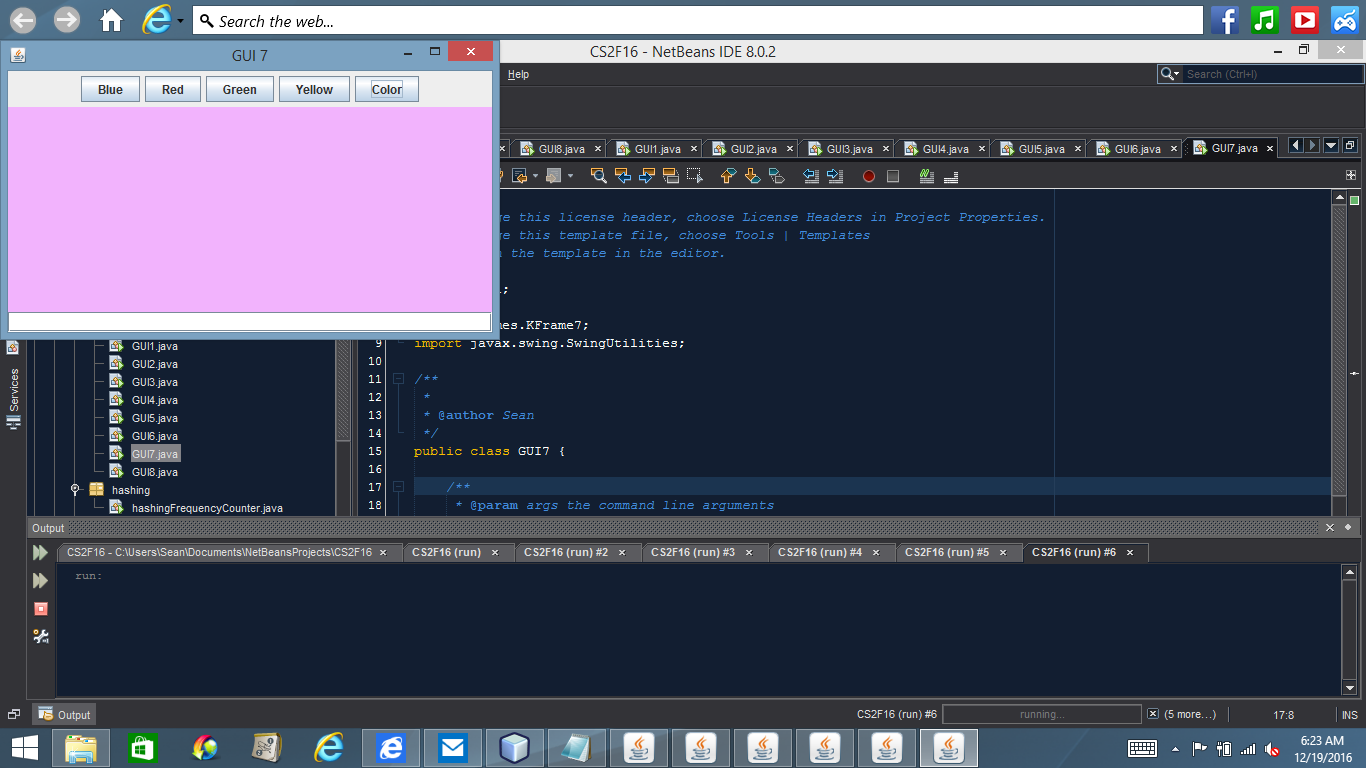 Search the web...
GUI 7
CS2F16 - NetBeans IDE 8.0.2
Blue Red Green Yellow Color
Help
Search (Ctrl+I)
GUI8.java GUI1.java GUI2.java GUI3.java GUI4.java GUI5.java GUI6.java GUI7.java
this license header, choose License Headers in Project Properties.
this template file, choose Tools | Templates
the template in the editor.
.KFrame7;
9 import javax.swing.SwingUtilities;
10
11 /**
12 *
13 * @author Sean
14 */
15 public class GUI7 {
16
17 /**
18 * @param args the command line arguments
Services
GUI1.java
GUI2.java
GUI3.java
GUI4.java
GUI5.java
GUI6.java
GUI7.java
GUI8.java
hashing
hashingFrequencyCounter.java
Output
CS2F16 - C:\Users\Sean\Documents\NetBeansProjects\CS2F16 CS2F16 (run) CS2F16 (run) #2 CS2F16 (run) #3 CS2F16 (run) #4 CS2F16 (run) #5 CS2F16 (run) #6
run:
Output
CS2F16 (run) #6 running... (5 more...) 17:8 INS
6:23 AM
12/19/2016